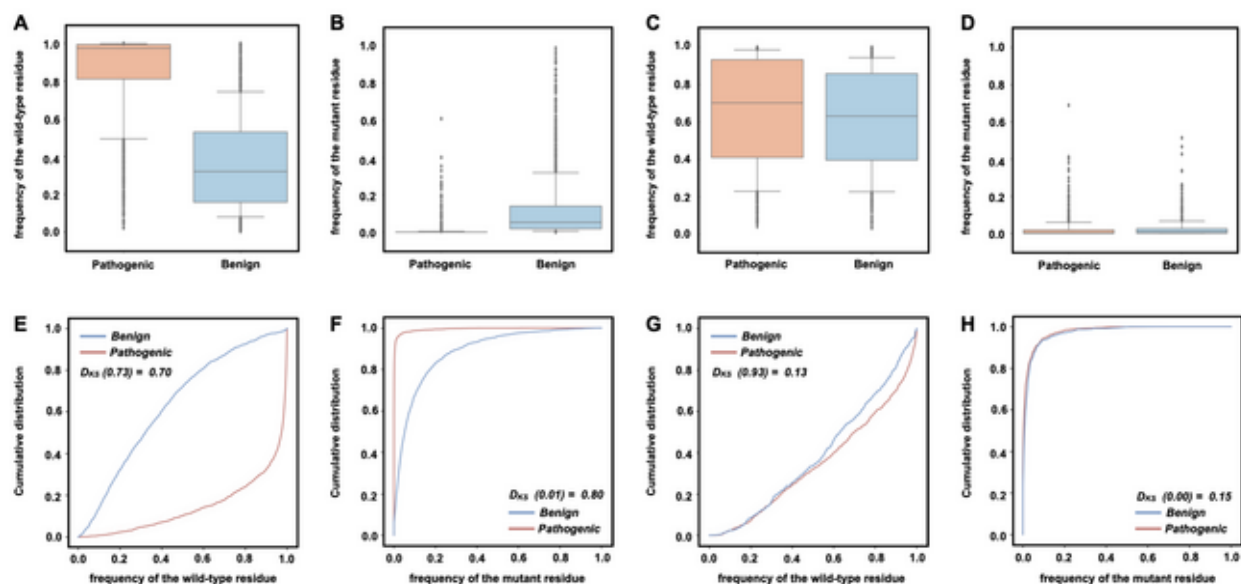 A
frequency of the wild-type residue
1.0
0.8
0.6
0.4
0.2
0.0
Pathogenic
Benign
B
frequency of the mutant residue
1.0
0.8
0.6
0.4
0.2
0.0
Pathogenic
Benign
C
frequency of the wild-type residue
1.0
0.8
0.6
0.4
0.2
0.0
Pathogenic
Benign
D
frequency of the mutant residue
1.0
0.8
0.6
0.4
0.2
0.0
Pathogenic
Benign
E
Cumulative distribution
1.0
0.8
0.6
0.4
0.2
0.0
Benign
Pathogenic
DKS (0.73) = 0.70
0.0 0.2 0.4 0.6 0.8 1.0
frequency of the wild-type residue
F
Cumulative distribution
1.0
0.8
0.6
0.4
0.2
0.0
DKS (0.01) = 0.80
Benign
Pathogenic
0.0 0.2 0.4 0.6 0.8 1.0
frequency of the mutant residue
G
Cumulative distribution
1.0
0.8
0.6
0.4
0.2
0.0
Benign
Pathogenic
DKS (0.93) = 0.13
0.0 0.2 0.4 0.6 0.8 1.0
frequency of the wild-type residue
H
Cumulative distribution
1.0
0.8
0.6
0.4
0.2
0.0
DKS (0.00) = 0.15
Benign
Pathogenic
0.0 0.2 0.4 0.6 0.8 1.0
frequency of the mutant residue